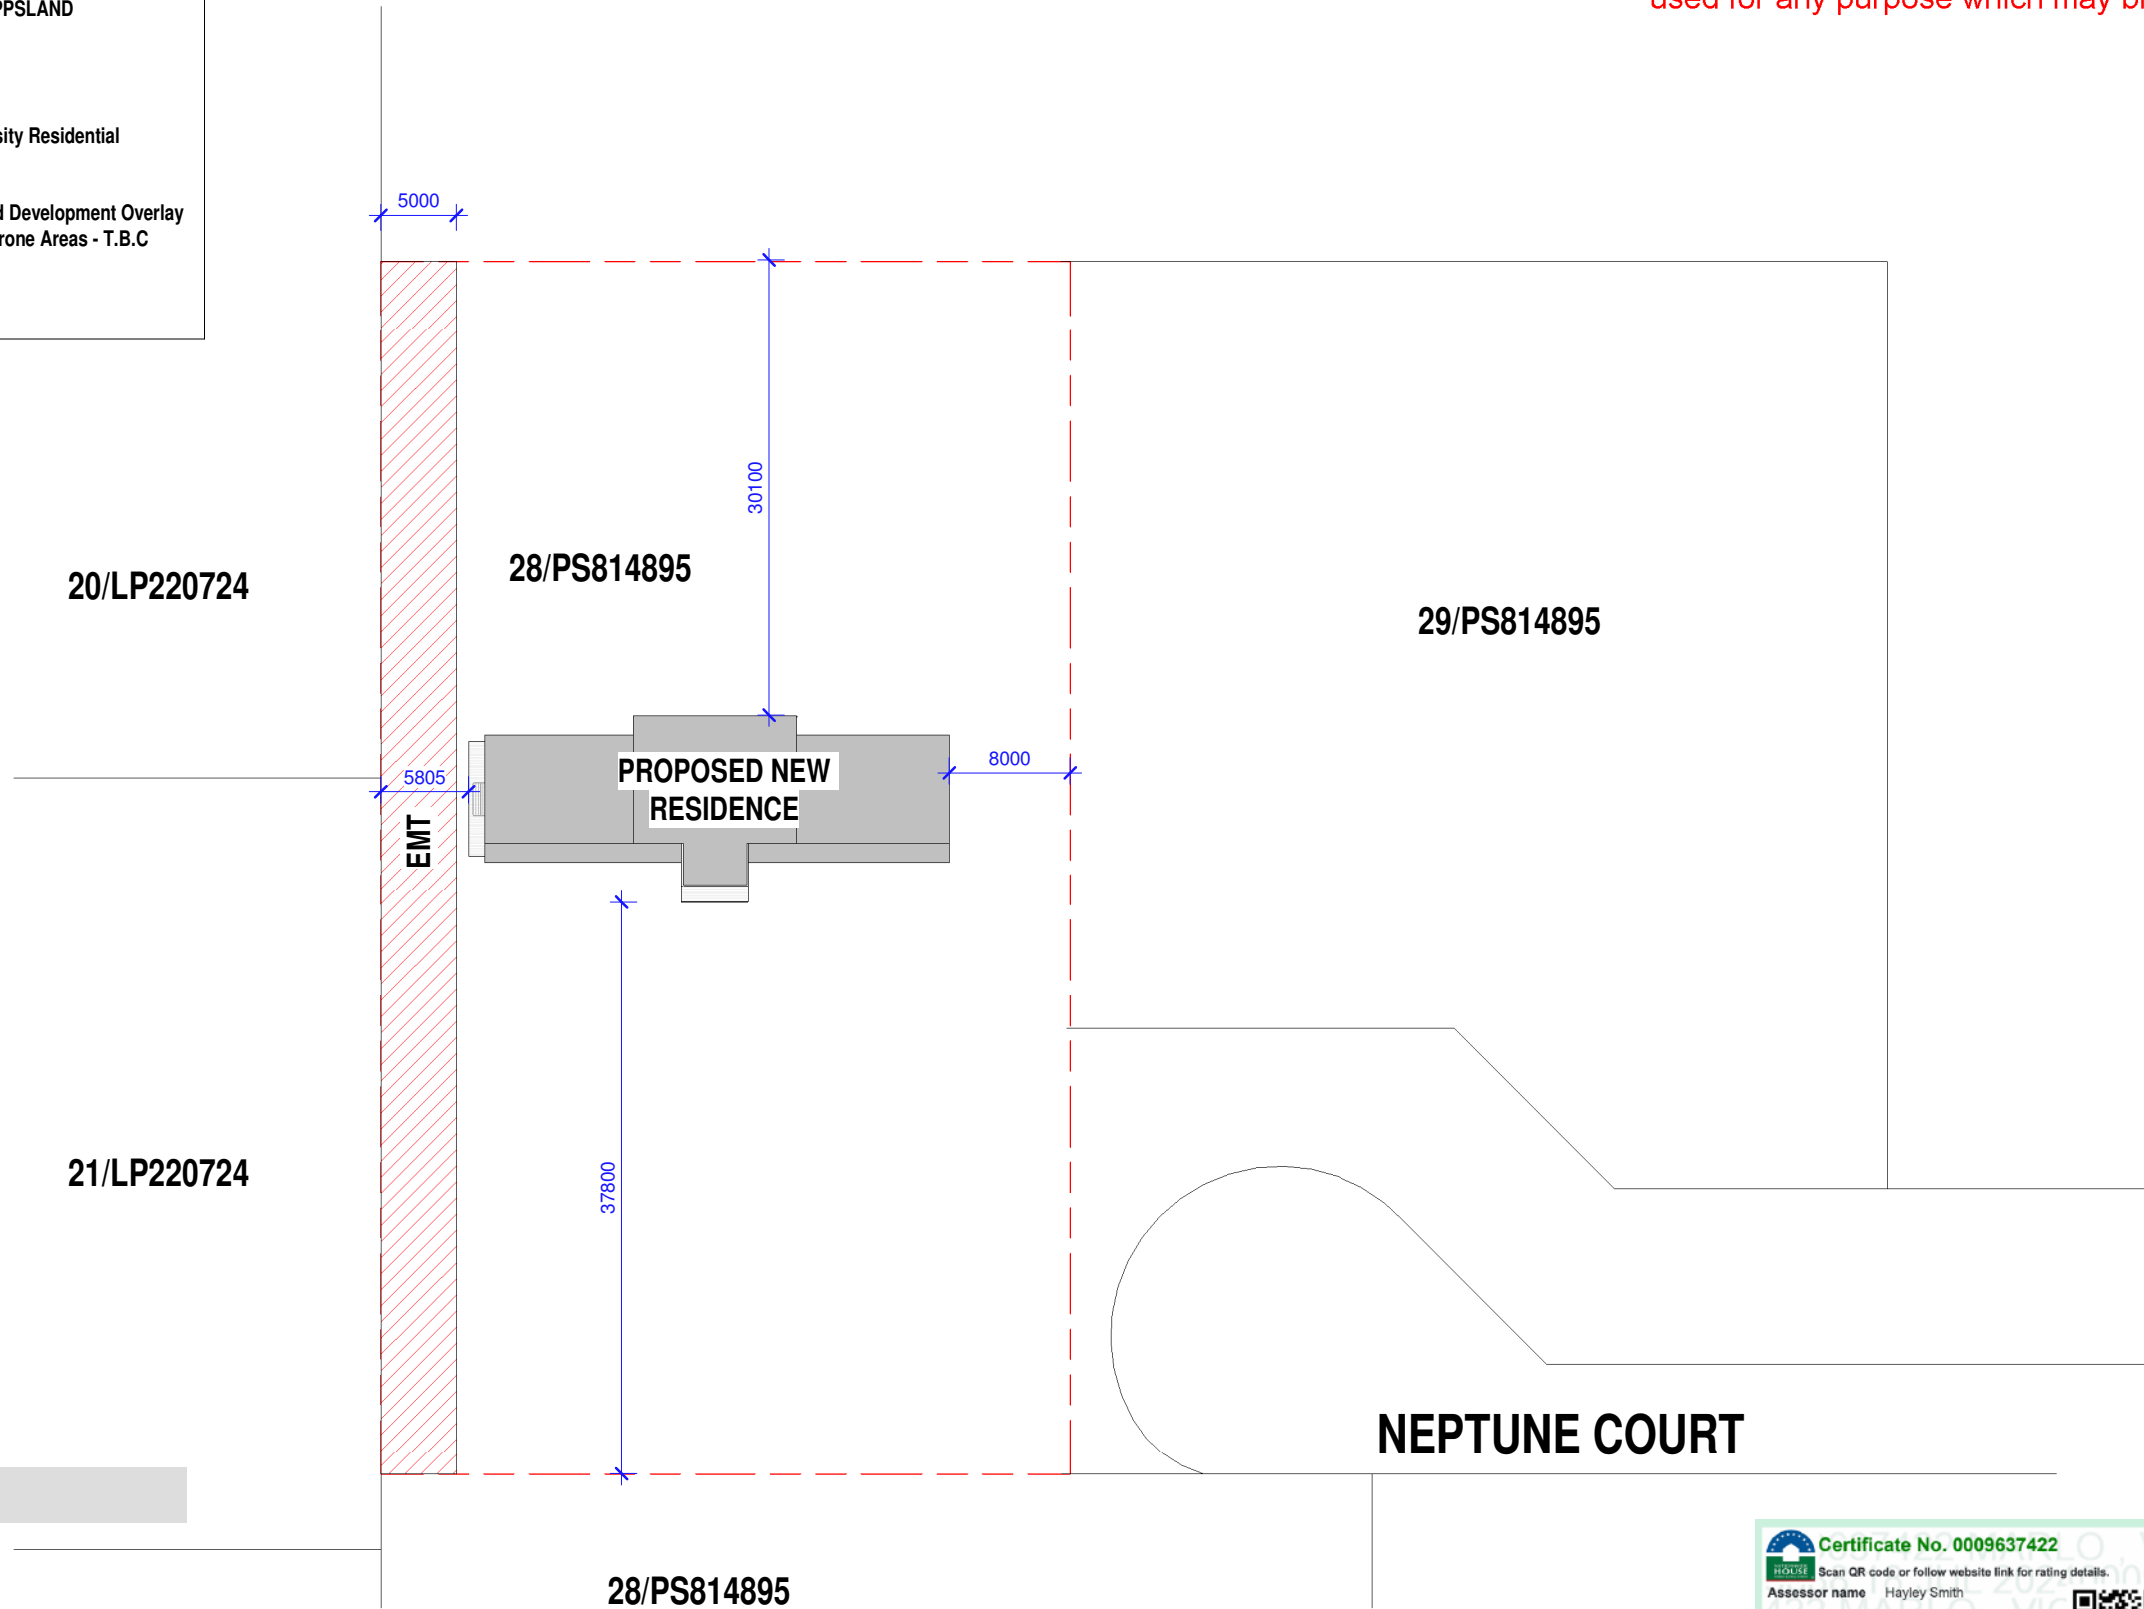 PPSLAND
used for any purpose which may
sity Residential
d Development Overlay
rone Areas - T.B.C
5000
30100
28/PS814895
20/LP220724
29/PS814895
PROPOSED NEW
RESIDENCE
8000
5805
EMT
21/LP220724
37800
NEPTUNE COURT
28/PS814895
Certificate No. 0009637422
Scan QR code or follow website link for rating details.
Assessor name Hayley Smith
HOUSE